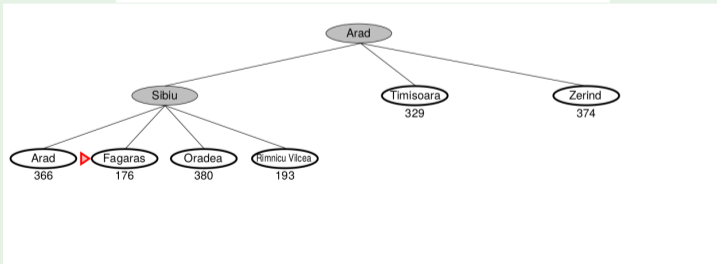 Arad
Sibiu
Timisoara
Zerind
329
374
Arad
Fagaras
Oradea
Rimnicu Vilcea
366
176
380
193